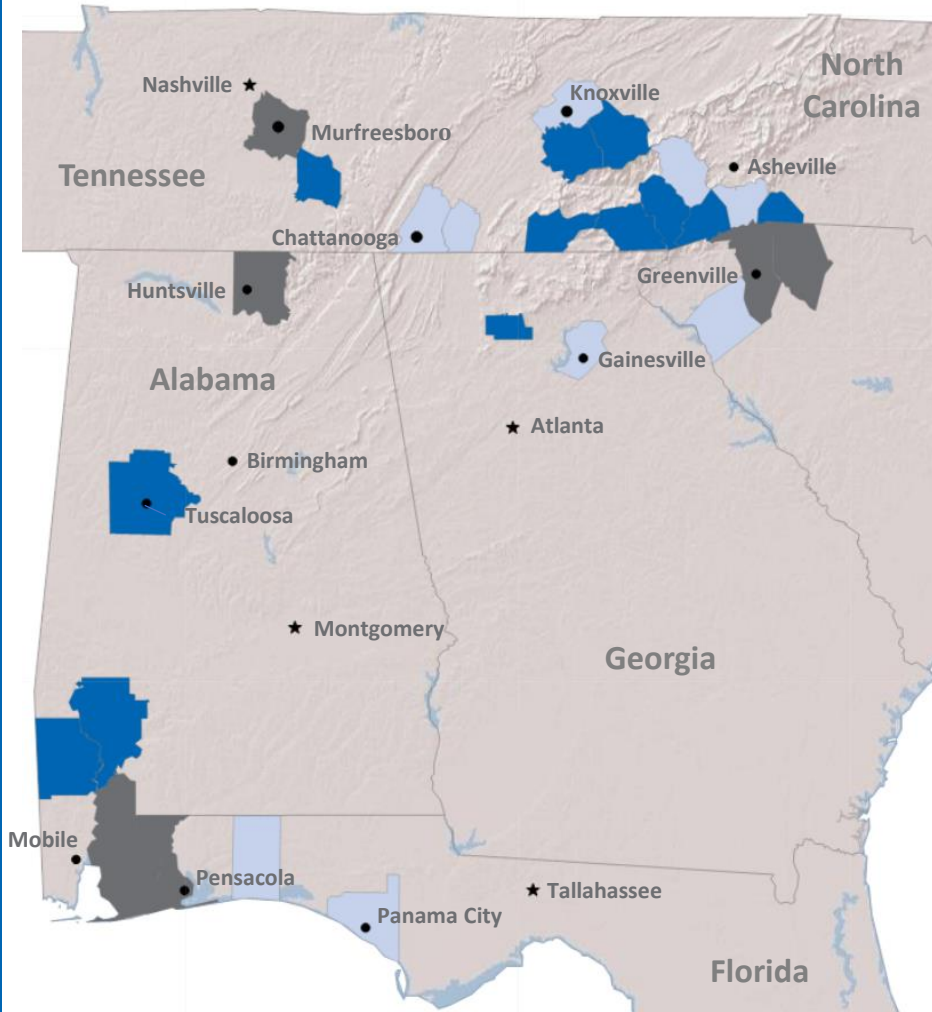 North
Carolina
Nashville
Knoxville
Murfreesboro
Tennessee
Asheville
Chattanooga
Greenville
Huntsville
Gainesville
Alabama
Atlanta
Birmingham
Tuscaloosa
Montgomery
Georgia
Mobile
Pensacola
Tallahassee
Panama City
Florida